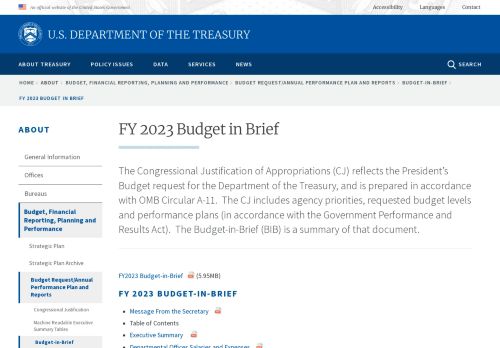 An official website of the United States Government
Accessibility Languages Contact
U.S. DEPARTMENT OF THE TREASURY
ABOUT TREASURY POLICY ISSUES DATA SERVICES NEWS SEARCH
HOME › ABOUT › BUDGET, FINANCIAL REPORTING, PLANNING AND PERFORMANCE › BUDGET REQUEST/ANNUAL PERFORMANCE PLAN AND REPORTS › BUDGET-IN-BRIEF ›
FY 2023 BUDGET IN BRIEF
ABOUT
General Information
Offices
Bureaus
Budget, Financial
Reporting, Planning and
Performance
Strategic Plan
Strategic Plan Archive
Budget Request/Annual
Performance Plan and
Reports
Congressional Justification
Machine Readable Executive
Summary Tables
Budget-in-Brief
FY 2023 Budget in Brief
The Congressional Justification of Appropriations (CJ) reflects the President's
Budget request for the Department of the Treasury, and is prepared in accordance
with OMB Circular A-11. The CJ includes agency priorities, requested budget levels
and performance plans (in accordance with the Government Performance and
Results Act). The Budget-in-Brief (BIB) is a summary of that document.
FY2023 Budget-in-Brief (5.95MB)
FY 2023 BUDGET-IN-BRIEF
• Message From the Secretary
• Table of Contents
• Executive Summary
• Departmental Offices Salaries and Expenses